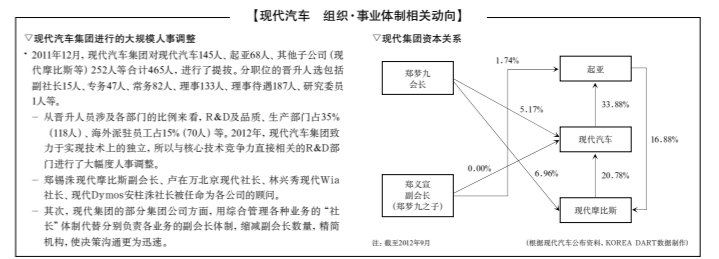 【现代汽车　组织·事业体制相关动向】
▽现代汽车集团进行的大规模人事调整
· 2011年12月，现代汽车集团对现代汽车145人、起亚68人、其他子公司（现
代摩比斯等）252人等合计465人，进行了提拔。分职位的晋升人选包括
副社长15人、专务47人、常务82人、理事133人、理事待遇187人、研究委员
1人等。
– 从晋升人员涉及各部门的比例来看，R&D及品质、生产部门占35%
（118人）、海外派驻员工占15%（70人）等。2012年，现代汽车集团致
力于实现技术上的独立，所以与核心技术竞争力直接相关的R&D部
门进行了大幅度人事调整。
– 郑锡洙现代摩比斯副会长、卢在万北京现代社长、林兴秀现代Wia
社长、现代Dymos安柱洙社长被任命为各公司的顾问。
– 其次，现代集团的部分集团公司方面，用综合管理各种业务的“社
长”体制代替分别负责各业务的副会长体制，缩减副会长数量，精简
机构，使决策沟通更为迅速。
▽现代集团资本关系
郑梦九
会长
1.74%
起亚
5.17%
33.88%
现代汽车
16.88%
0.00%
6.96%
20.78%
郑义宣
副会长
（郑梦九之子）
现代摩比斯
注：截至2012年9月
（根据现代汽车公布资料，KOREA DART数据制作）